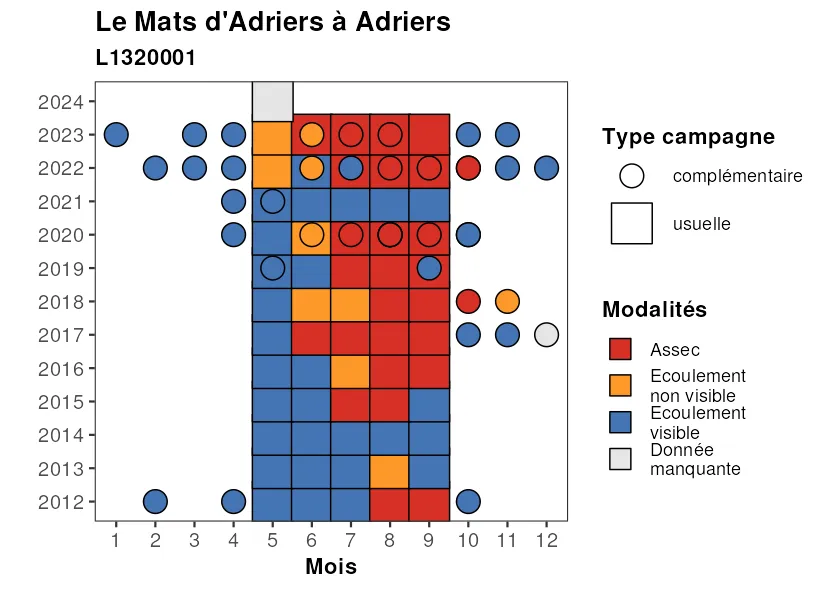 Le Mats d'Adriers à Adriers
L1320001
2024
2023
2022
2021
2020
2019
2018
2017
2016
2015
2014
2013
2012
1 2 3 4 5 6 7 8 9 10 11 12
Mois
Type campagne
complémentaire
usuelle
Modalités
Assec
Ecoulement
non visible
Ecoulement
visible
Donnée
manquante